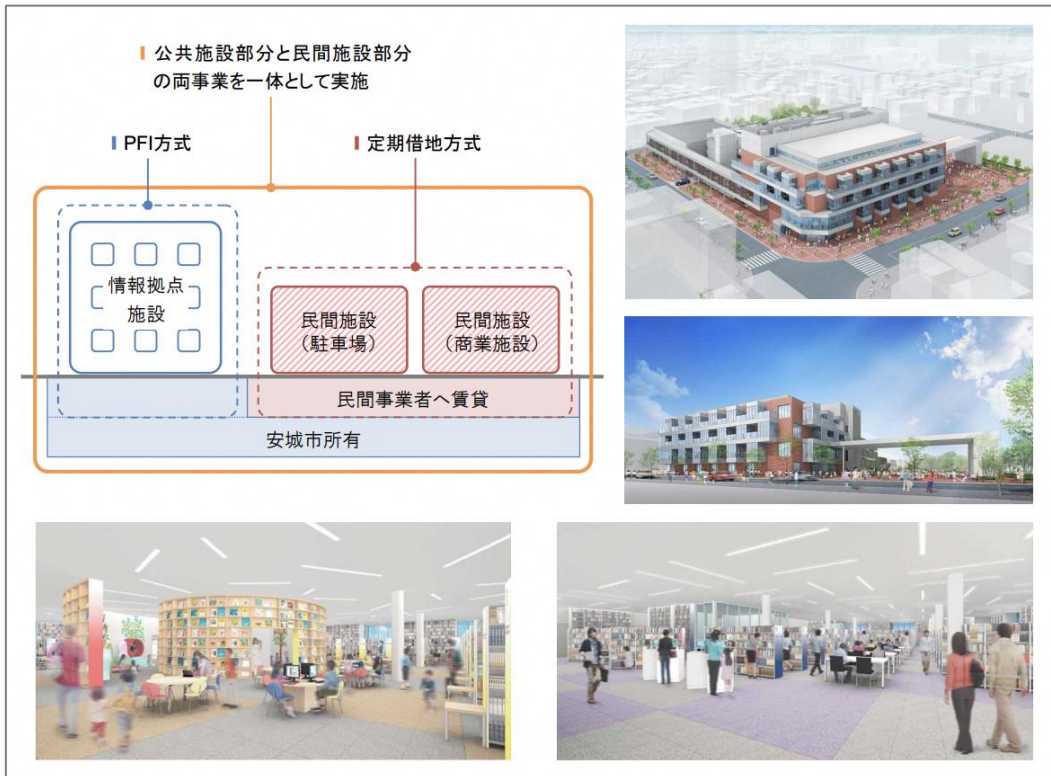 公共施設部分と民間施設部分
の両事業を一体として実施
PFI方式
定期借地方式
情報拠点
施設
民間施設
（駐車場）
民間施設
（商業施設）
民間事業者へ賃貸
安城市所有